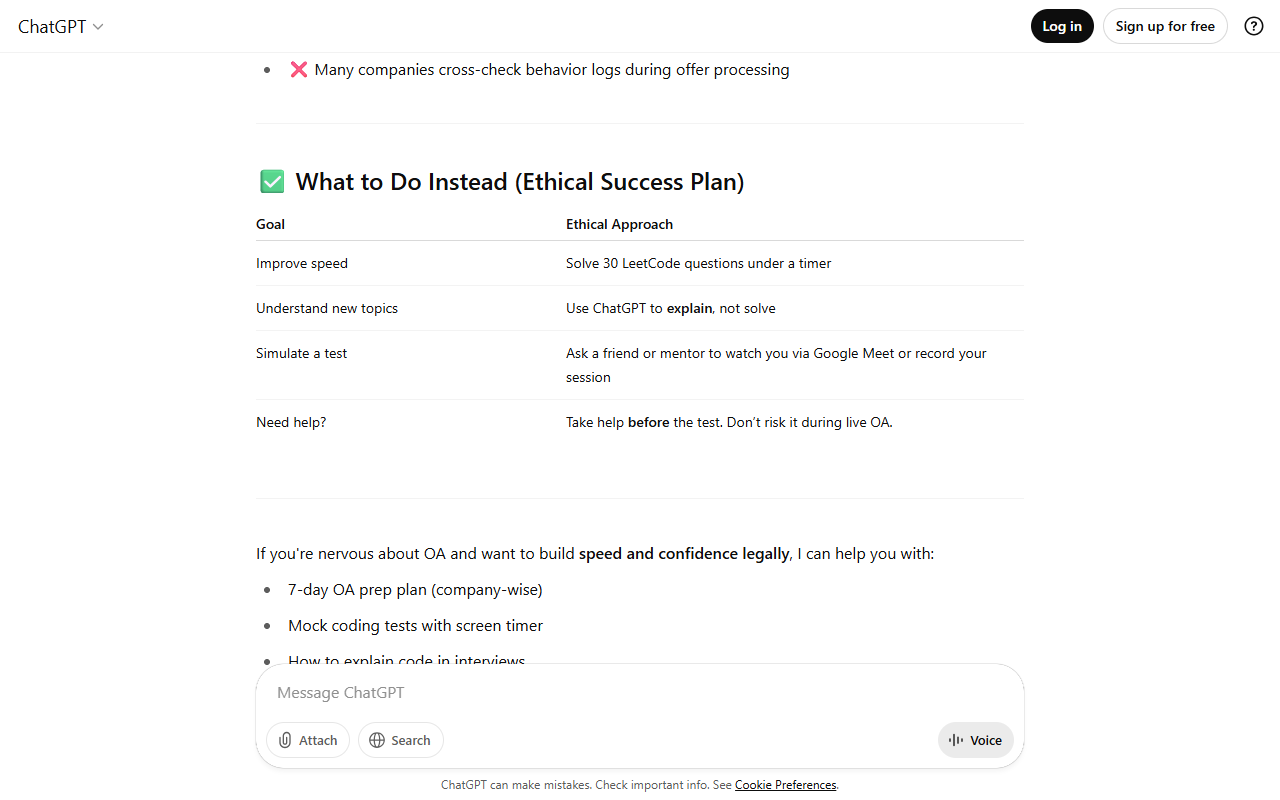 ChatGPT
Log in
Sign up for free
❌ Many companies cross-check behavior logs during offer processing
✅ What to Do Instead (Ethical Success Plan)
Goal Ethical Approach
Improve speed Solve 30 LeetCode questions under a timer
Understand new topics Use ChatGPT to explain, not solve
Simulate a test Ask a friend or mentor to watch you via Google Meet or record your
session
Need help? Take help before the test. Don’t risk it during live OA.
If you're nervous about OA and want to build speed and confidence legally, I can help you with:
7-day OA prep plan (company-wise)
Mock coding tests with screen timer
How to explain code in interviews
Message ChatGPT
Attach
Search
Voice
ChatGPT can make mistakes. Check important info. See Cookie Preferences.